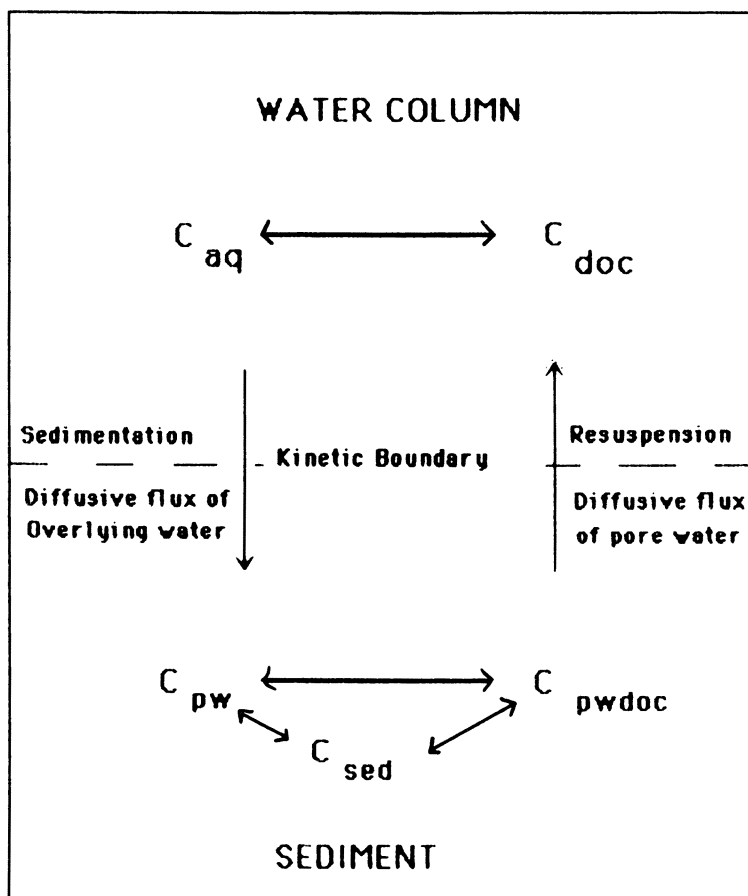 WATER COLUMN
C aq C doc
Sedimentation Kinetic Boundary Resuspension
Diffusive flux of Overlying water
Diffusive flux of pore water
C pw C pwdoc
C sed
SEDIMENT